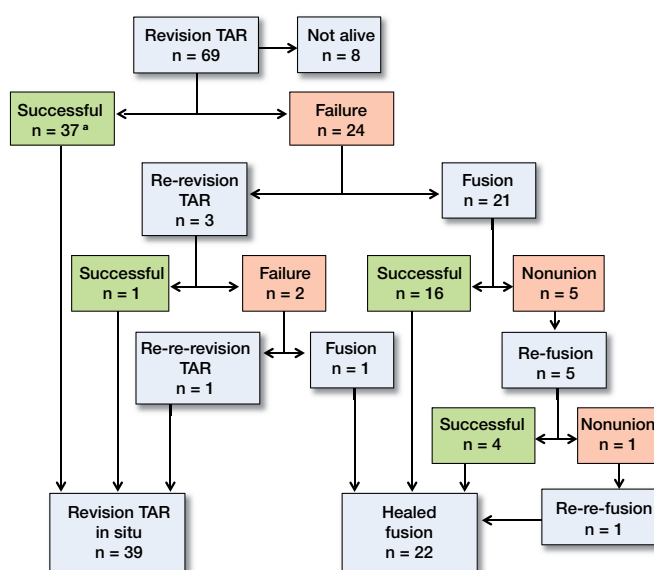 Revision TAR
n = 69
Not alive
n = 8
Successful
n = 37 ª
Failure
n = 24
Re-revision
TAR
n = 3
Fusion
n = 21
Successful
n = 1
Failure
n = 2
Successful
n = 16
Nonunion
n = 5
Re-re-revision
TAR
n = 1
Fusion
n = 1
Re-fusion
n = 5
Successful
n = 4
Nonunion
n = 1
Revision TAR
in situ
n = 39
Healed
fusion
n = 22
Re-re-fusion
n = 1